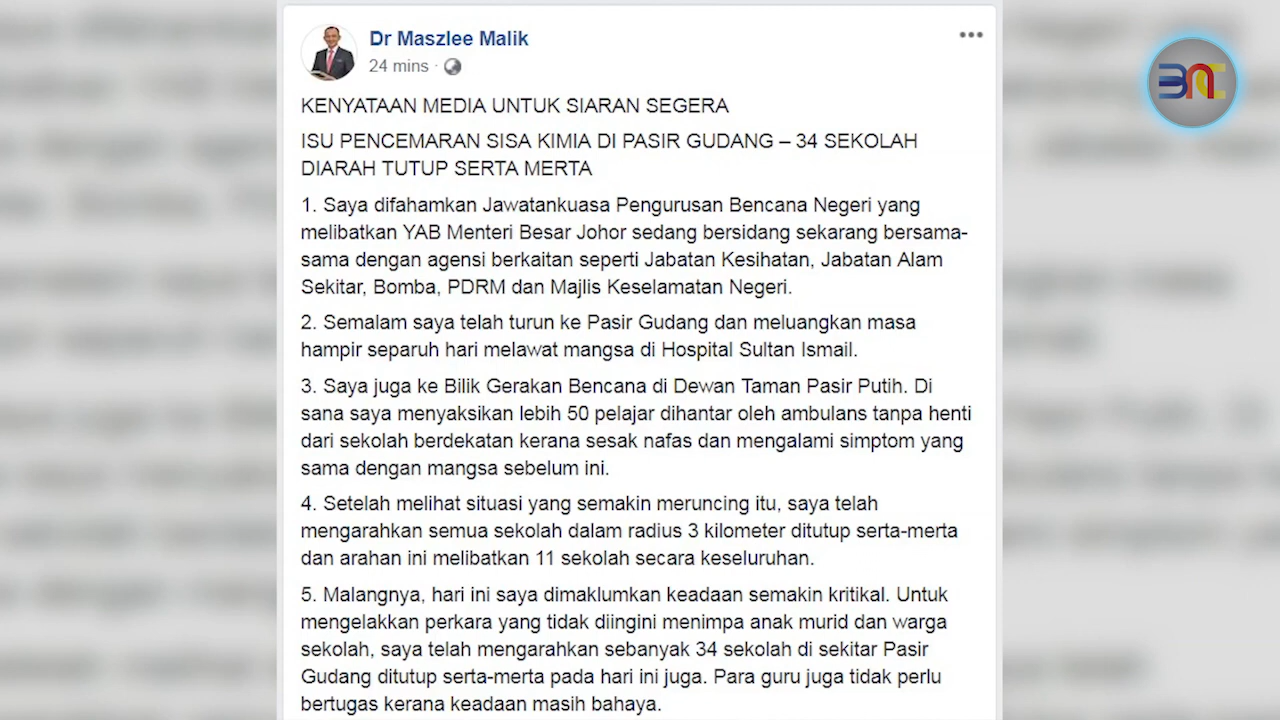 Dr Maszlee Malik
24 mins ·
KENYATAAN MEDIA UNTUK SIARAN SEGERA
ISU PENCEMARAN SISA KIMIA DI PASIR GUDANG – 34 SEKOLAH
DIARAH TUTUP SERTA MERTA
1. Saya difahamkan Jawatankuasa Pengurusan Bencana Negeri yang
melibatkan YAB Menteri Besar Johor sedang bersidang sekarang bersama-
sama dengan agensi berkaitan seperti Jabatan Kesihatan, Jabatan Alam
Sekitar, Bomba, PDRM dan Majlis Keselamatan Negeri.
2. Semalam saya telah turun ke Pasir Gudang dan meluangkan masa
hampir separuh hari melawat mangsa di Hospital Sultan Ismail.
3. Saya juga ke Bilik Gerakan Bencana di Dewan Taman Pasir Putih. Di
sana saya menyaksikan lebih 50 pelajar dihantar oleh ambulans tanpa henti
dari sekolah berdekatan kerana sesak nafas dan mengalami simptom yang
sama dengan mangsa sebelum ini.
4. Setelah melihat situasi yang semakin meruncing itu, saya telah
mengarahkan semua sekolah dalam radius 3 kilometer ditutup serta-merta
dan arahan ini melibatkan 11 sekolah secara keseluruhan.
5. Malangnya, hari ini saya dimaklumkan keadaan semakin kritikal. Untuk
mengelakkan perkara yang tidak diingini menimpa anak murid dan warga
sekolah, saya telah mengarahkan sebanyak 34 sekolah di sekitar Pasir
Gudang ditutup serta-merta pada hari ini juga. Para guru juga tidak perlu
bertugas kerana keadaan masih bahaya.